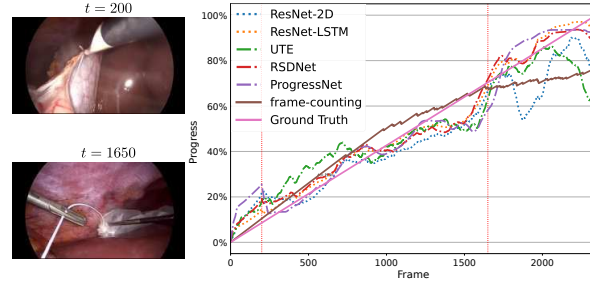 t = 200
t = 1650
100%
80%
60%
40%
20%
0%
Progress
ResNet-2D
ResNet-LSTM
UTE
RSDNet
ProgressNet
frame-counting
Ground Truth
0
500
1000
1500
2000
Frame